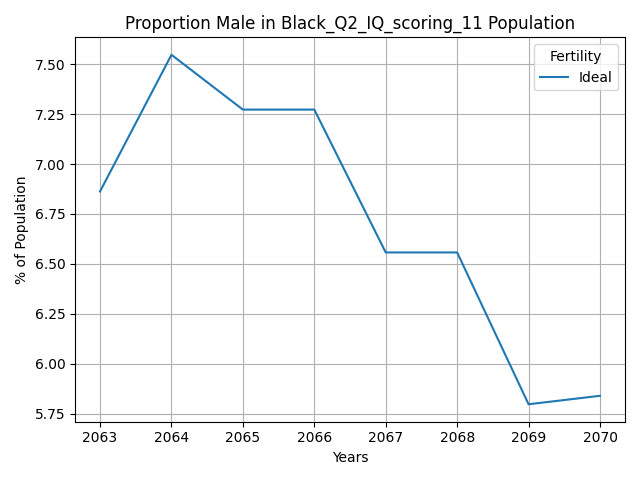 Proportion Male in Black_Q2_IQ_scoring_11 Population
Fertility
Ideal
% of Population
7.50
7.25
7.00
6.75
6.50
6.25
6.00
5.75
2063 2064 2065 2066 2067 2068 2069 2070
Years